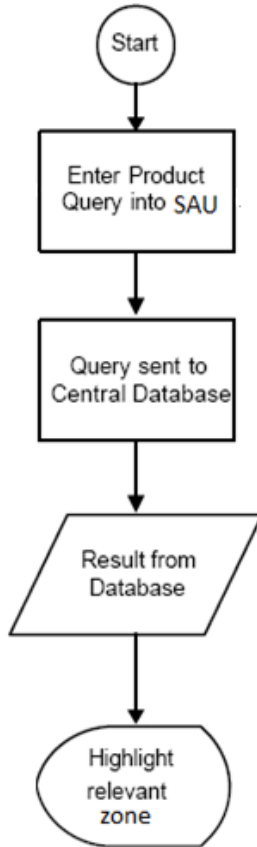 Start
Enter Product
Query into SAU
Query sent to
Central Database
Result from
Database
Highlight
relevant
zone